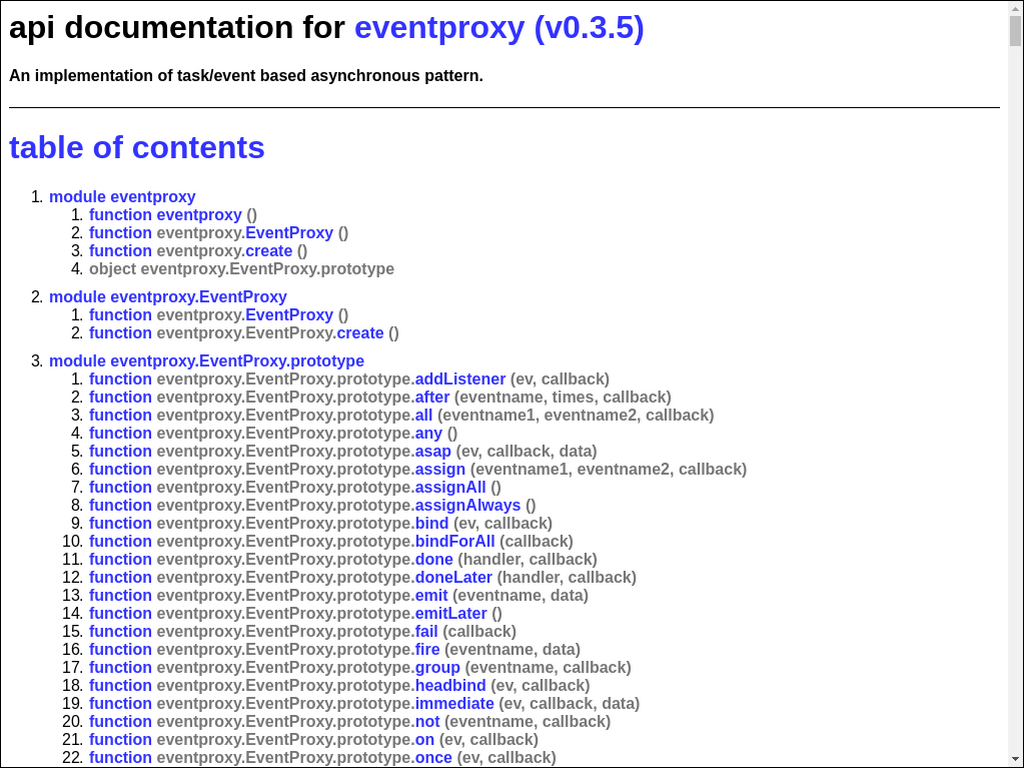 api documentation for eventproxy (v0.3.5)
An implementation of task/event based asynchronous pattern.
table of contents
1. module eventproxy
1. function eventproxy ()
2. function eventproxy.EventProxy ()
3. function eventproxy.create ()
4. object eventproxy.EventProxy.prototype
2. module eventproxy.EventProxy
1. function eventproxy.EventProxy ()
2. function eventproxy.EventProxy.create ()
3. module eventproxy.EventProxy.prototype
1. function eventproxy.EventProxy.prototype.addListener (ev, callback)
2. function eventproxy.EventProxy.prototype.after (eventname, times, callback)
3. function eventproxy.EventProxy.prototype.all (eventname1, eventname2, callback)
4. function eventproxy.EventProxy.prototype.any ()
5. function eventproxy.EventProxy.prototype.asap (ev, callback, data)
6. function eventproxy.EventProxy.prototype.assign (eventname1, eventname2, callback)
7. function eventproxy.EventProxy.prototype.assignAll ()
8. function eventproxy.EventProxy.prototype.assignAlways ()
9. function eventproxy.EventProxy.prototype.bind (ev, callback)
10. function eventproxy.EventProxy.prototype.bindForAll (callback)
11. function eventproxy.EventProxy.prototype.done (handler, callback)
12. function eventproxy.EventProxy.prototype.doneLater (handler, callback)
13. function eventproxy.EventProxy.prototype.emit (eventname, data)
14. function eventproxy.EventProxy.prototype.emitLater ()
15. function eventproxy.EventProxy.prototype.fail (callback)
16. function eventproxy.EventProxy.prototype.fire (eventname, data)
17. function eventproxy.EventProxy.prototype.group (eventname, callback)
18. function eventproxy.EventProxy.prototype.headbind (ev, callback)
19. function eventproxy.EventProxy.prototype.immediate (ev, callback, data)
20. function eventproxy.EventProxy.prototype.not (eventname, callback)
21. function eventproxy.EventProxy.prototype.on (ev, callback)
22. function eventproxy.EventProxy.prototype.once (ev, callback)